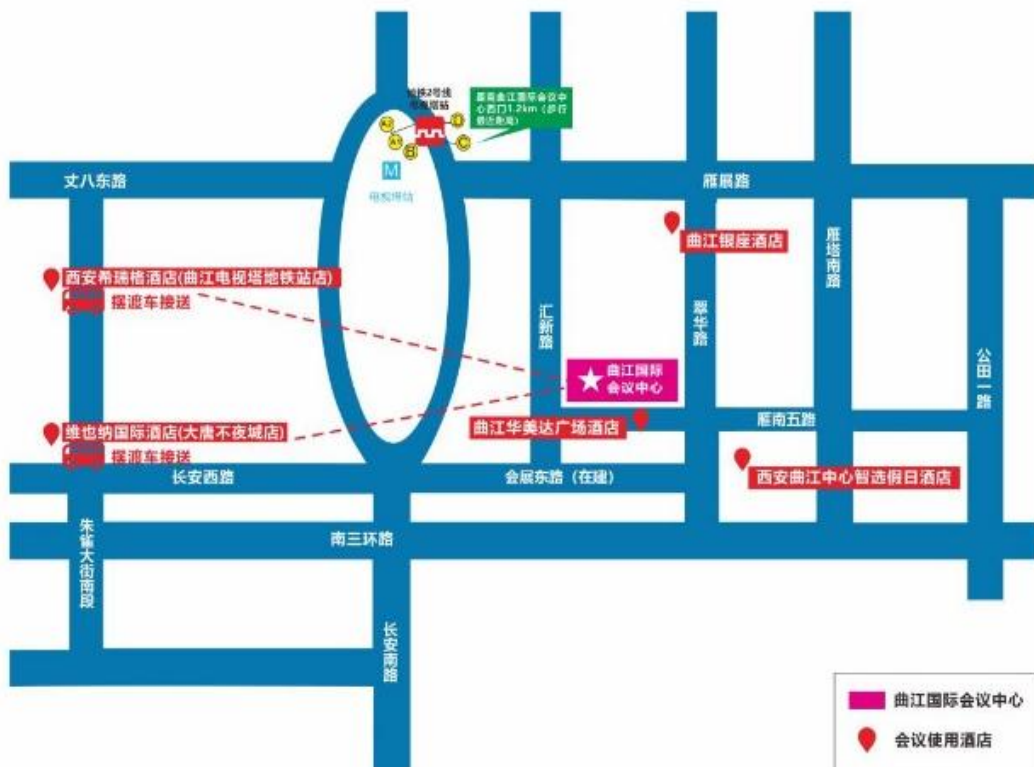 地铁2号线
电视塔站
A2
D
A1
B
C
距离曲江国际会议中
心西门1.2km（步行
最近距离）
M
电视塔站
丈八东路
雁展路
曲江银座酒店
雁塔南路
西安希瑞格酒店(曲江电视塔地铁站店)
摆渡车接送
汇新路
翠华路
公田一路
曲江国际
会议中心
维也纳国际酒店(大唐不夜城店)
摆渡车接送
曲江华美达广场酒店
雁南五路
长安西路
会展东路（在建）
西安曲江中心智选假日酒店
朱雀大街南段
南三环路
长安南路
曲江国际会议中心
会议使用酒店